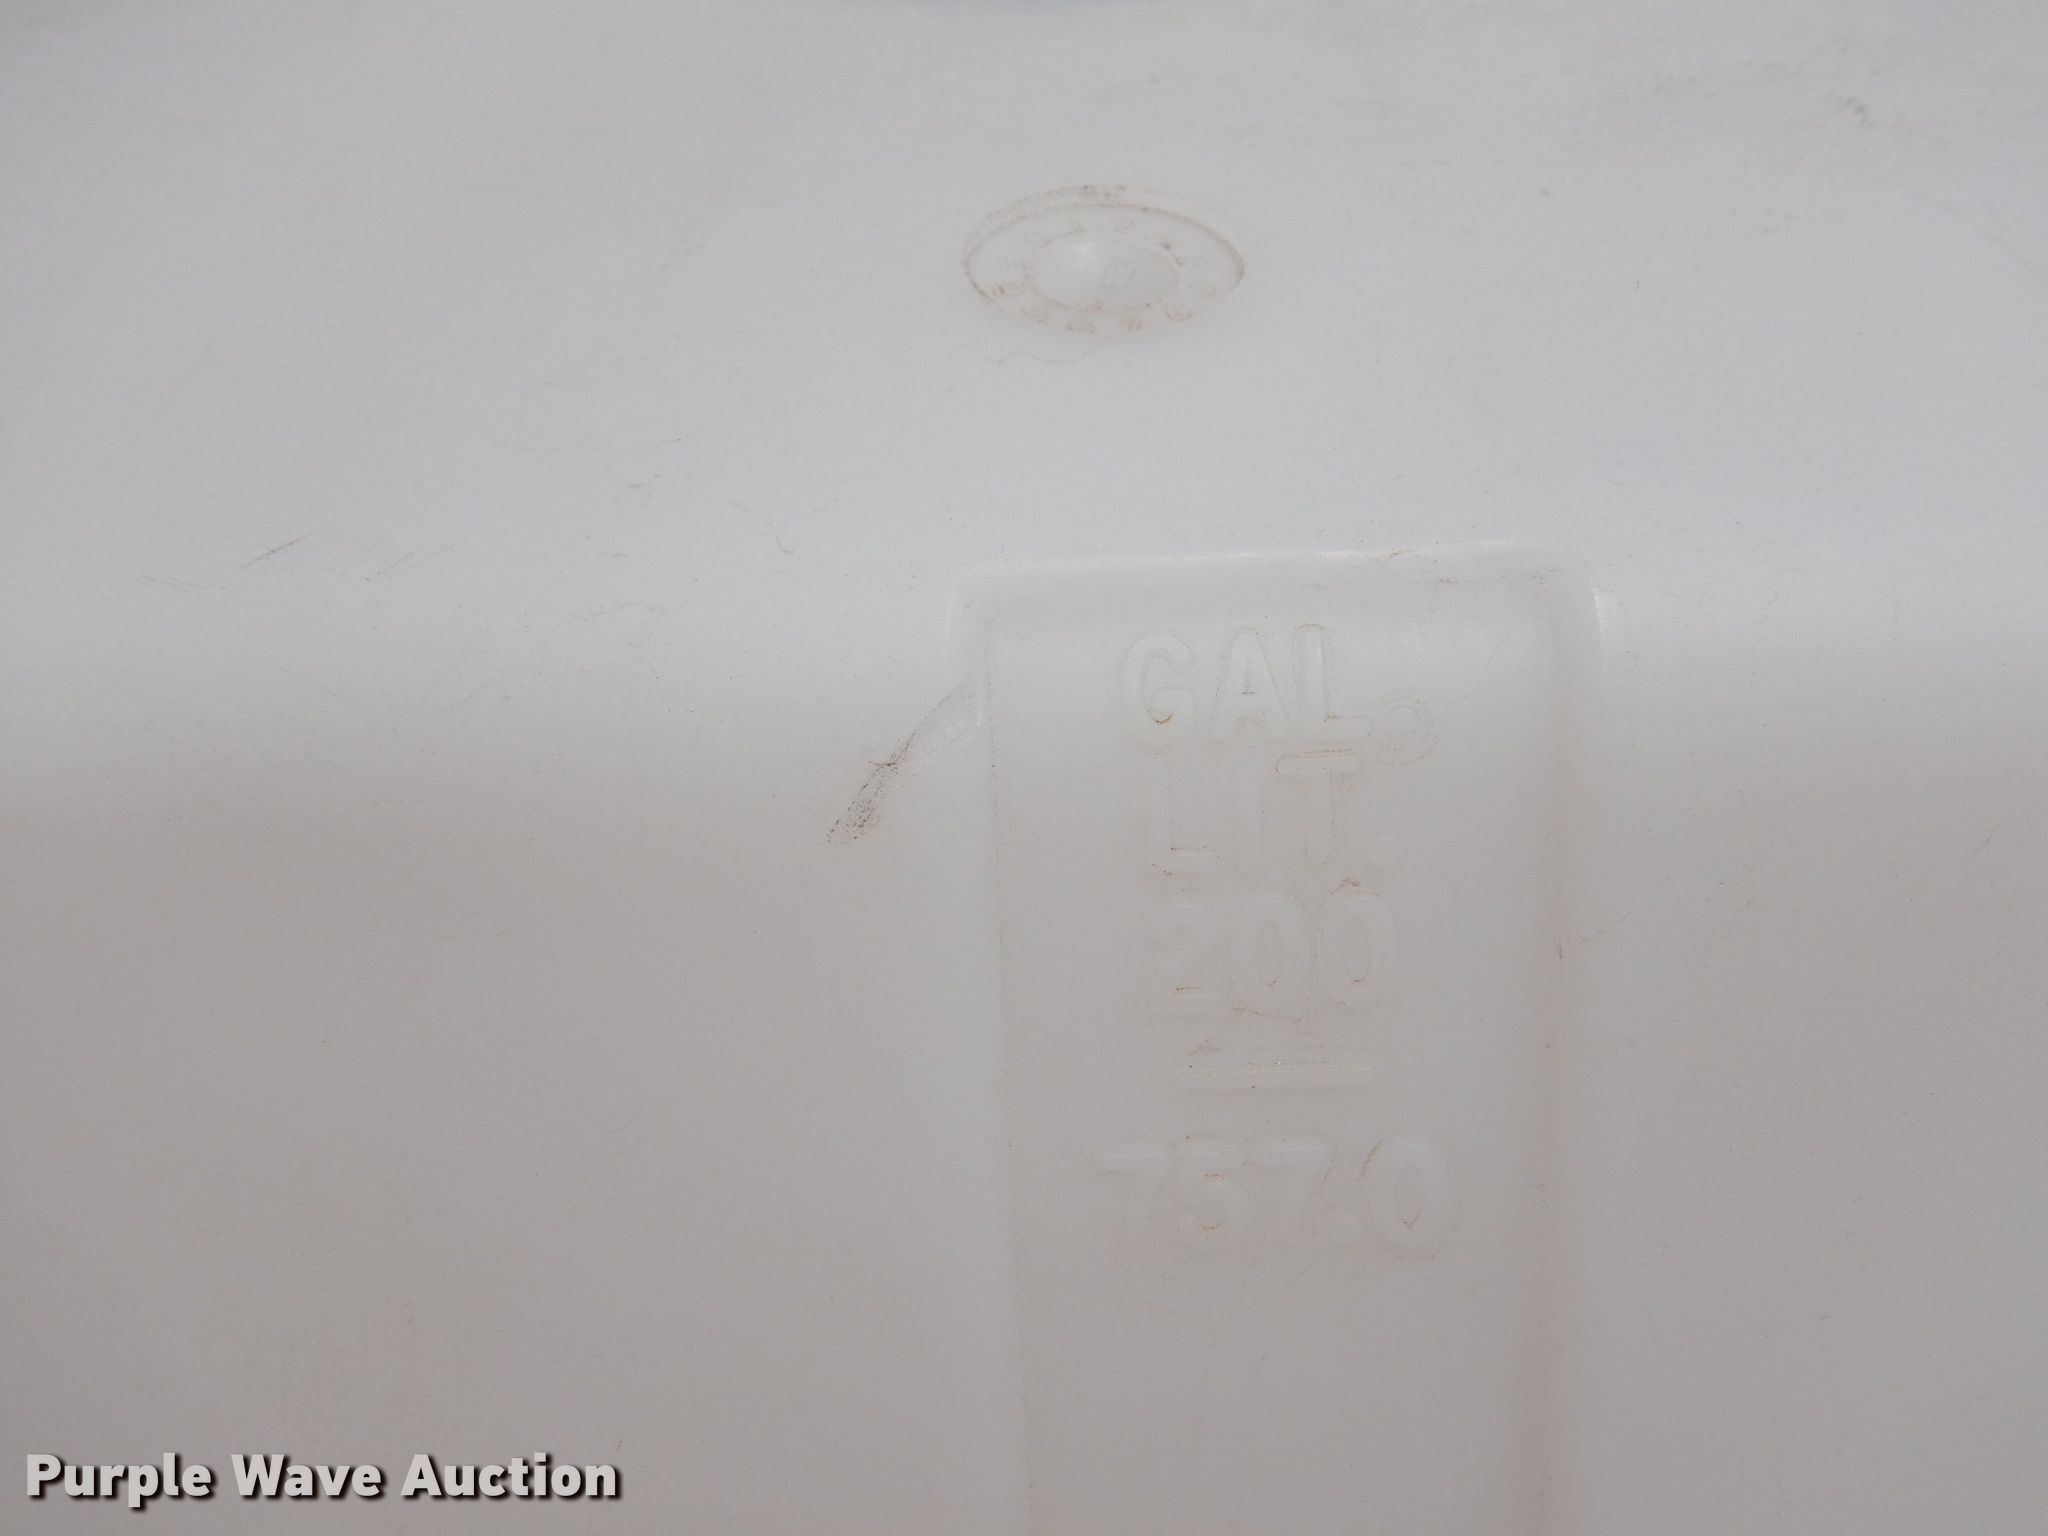 GAL.
LIT.
200
757.0
Purple Wave Auction